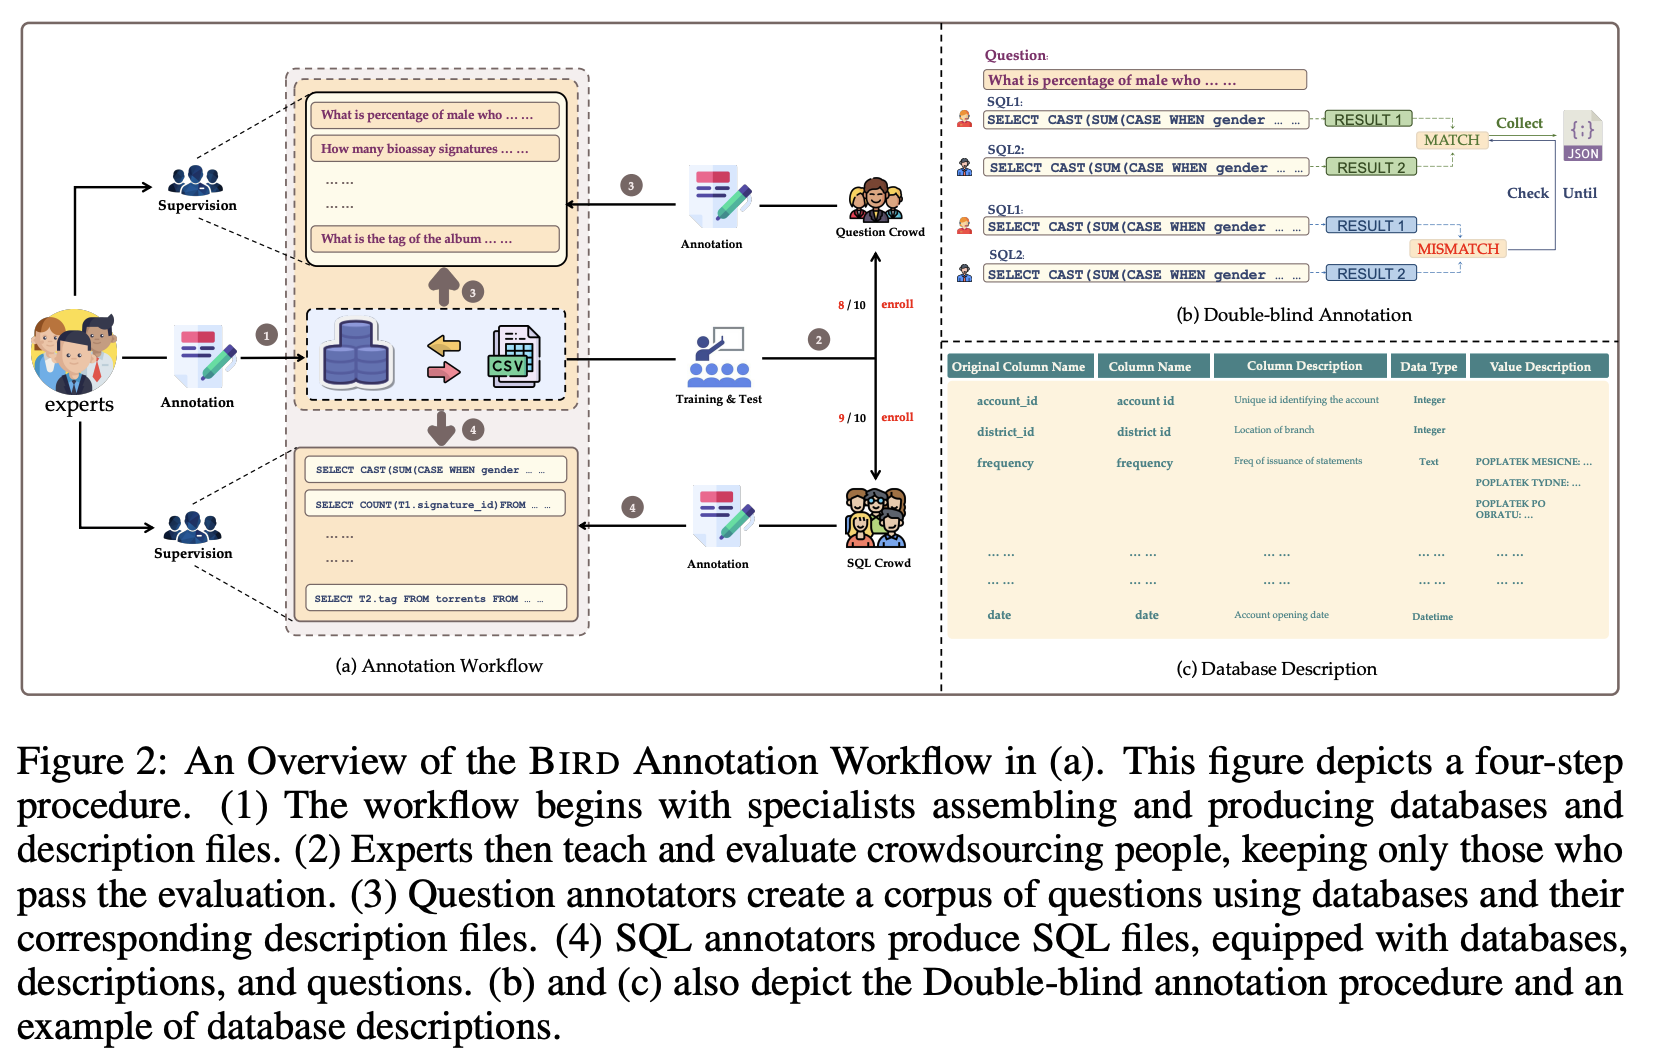 What is percentage of male who ... ...
How many bioassay signatures ... ...
... ...
... ...
What is the tag of the album ... ...
Supervision
3
Annotation
Question Crowd
3
8 / 10 enroll
experts
Annotation
1
CSV
Training & Test
2
9 / 10 enroll
4
SELECT CAST(SUM(CASE WHEN gender ... ...
SELECT COUNT(T1.signature_id)FROM ... ...
... ...
... ...
SELECT T2.tag FROM torrents FROM ... ...
Supervision
4
Annotation
SQL Crowd
(a) Annotation Workflow
Question:
What is percentage of male who ... ...
SQL1:
SELECT CAST(SUM(CASE WHEN gender ... ... RESULT 1
SQL2:
SELECT CAST(SUM(CASE WHEN gender ... ... RESULT 2
MATCH
Collect
{;}
JSON
Check Until
SQL1:
SELECT CAST(SUM(CASE WHEN gender ... ... RESULT 1
SQL2:
SELECT CAST(SUM(CASE WHEN gender ... ... RESULT 2
MISMATCH
(b) Double-blind Annotation
Original Column Name Column Name Column Description Data Type Value Description
account_id account id Unique id identifying the account Integer
district_id district id Location of branch Integer
frequency frequency Freq of issuance of statements Text POPLATEK MESICNE: ...
POPLATEK TYDNE: ...
POPLATEK PO
OBRATU: ...
... ... ... ... ... ... ... ... ... ...
... ... ... ... ... ... ... ... ... ...
date date Account opening date Datetime
(c) Database Description
Figure 2: An Overview of the BIRD Annotation Workflow in (a). This figure depicts a four-step
procedure. (1) The workflow begins with specialists assembling and producing databases and
description files. (2) Experts then teach and evaluate crowdsourcing people, keeping only those who
pass the evaluation. (3) Question annotators create a corpus of questions using databases and their
corresponding description files. (4) SQL annotators produce SQL files, equipped with databases,
descriptions, and questions. (b) and (c) also depict the Double-blind annotation procedure and an
example of database descriptions.